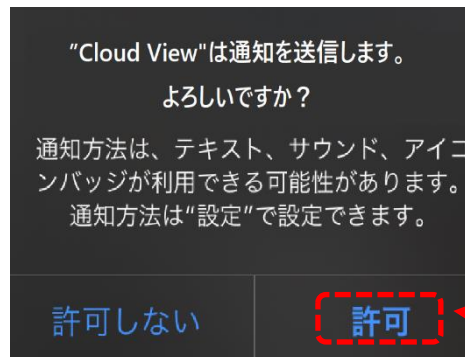 "Cloud View"は通知を送信します。
よろしいですか？
通知方法は、テキスト、サウンド、アイコ
ンバッジが利用できる可能性があります。
通知方法は"設定"で設定できます。
許可しない
許可